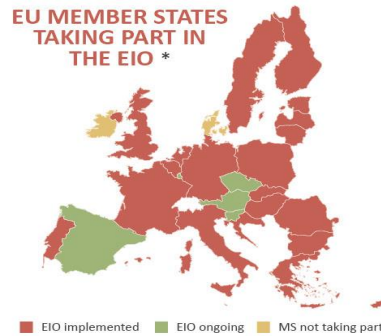 EU MEMBER STATES
TAKING PART IN
THE EIO *
EIO implemented EIO ongoing MS not taking part